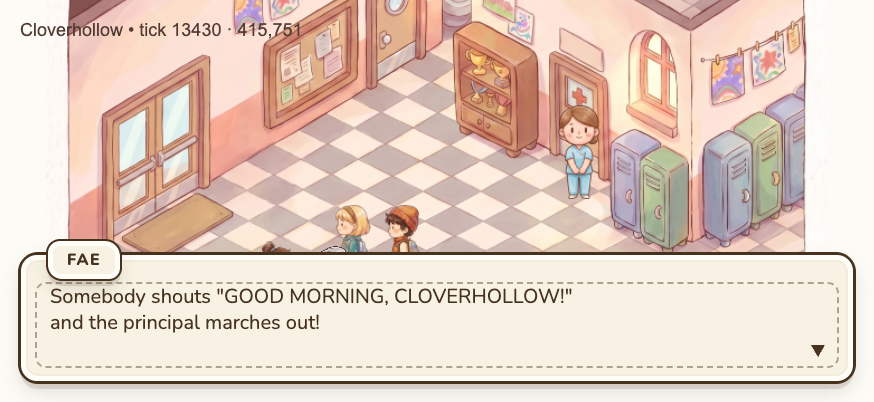 Cloverhollow • tick 13430 · 415,751
FAE
Somebody shouts "GOOD MORNING, CLOVERHOLLOW!"
and the principal marches out!